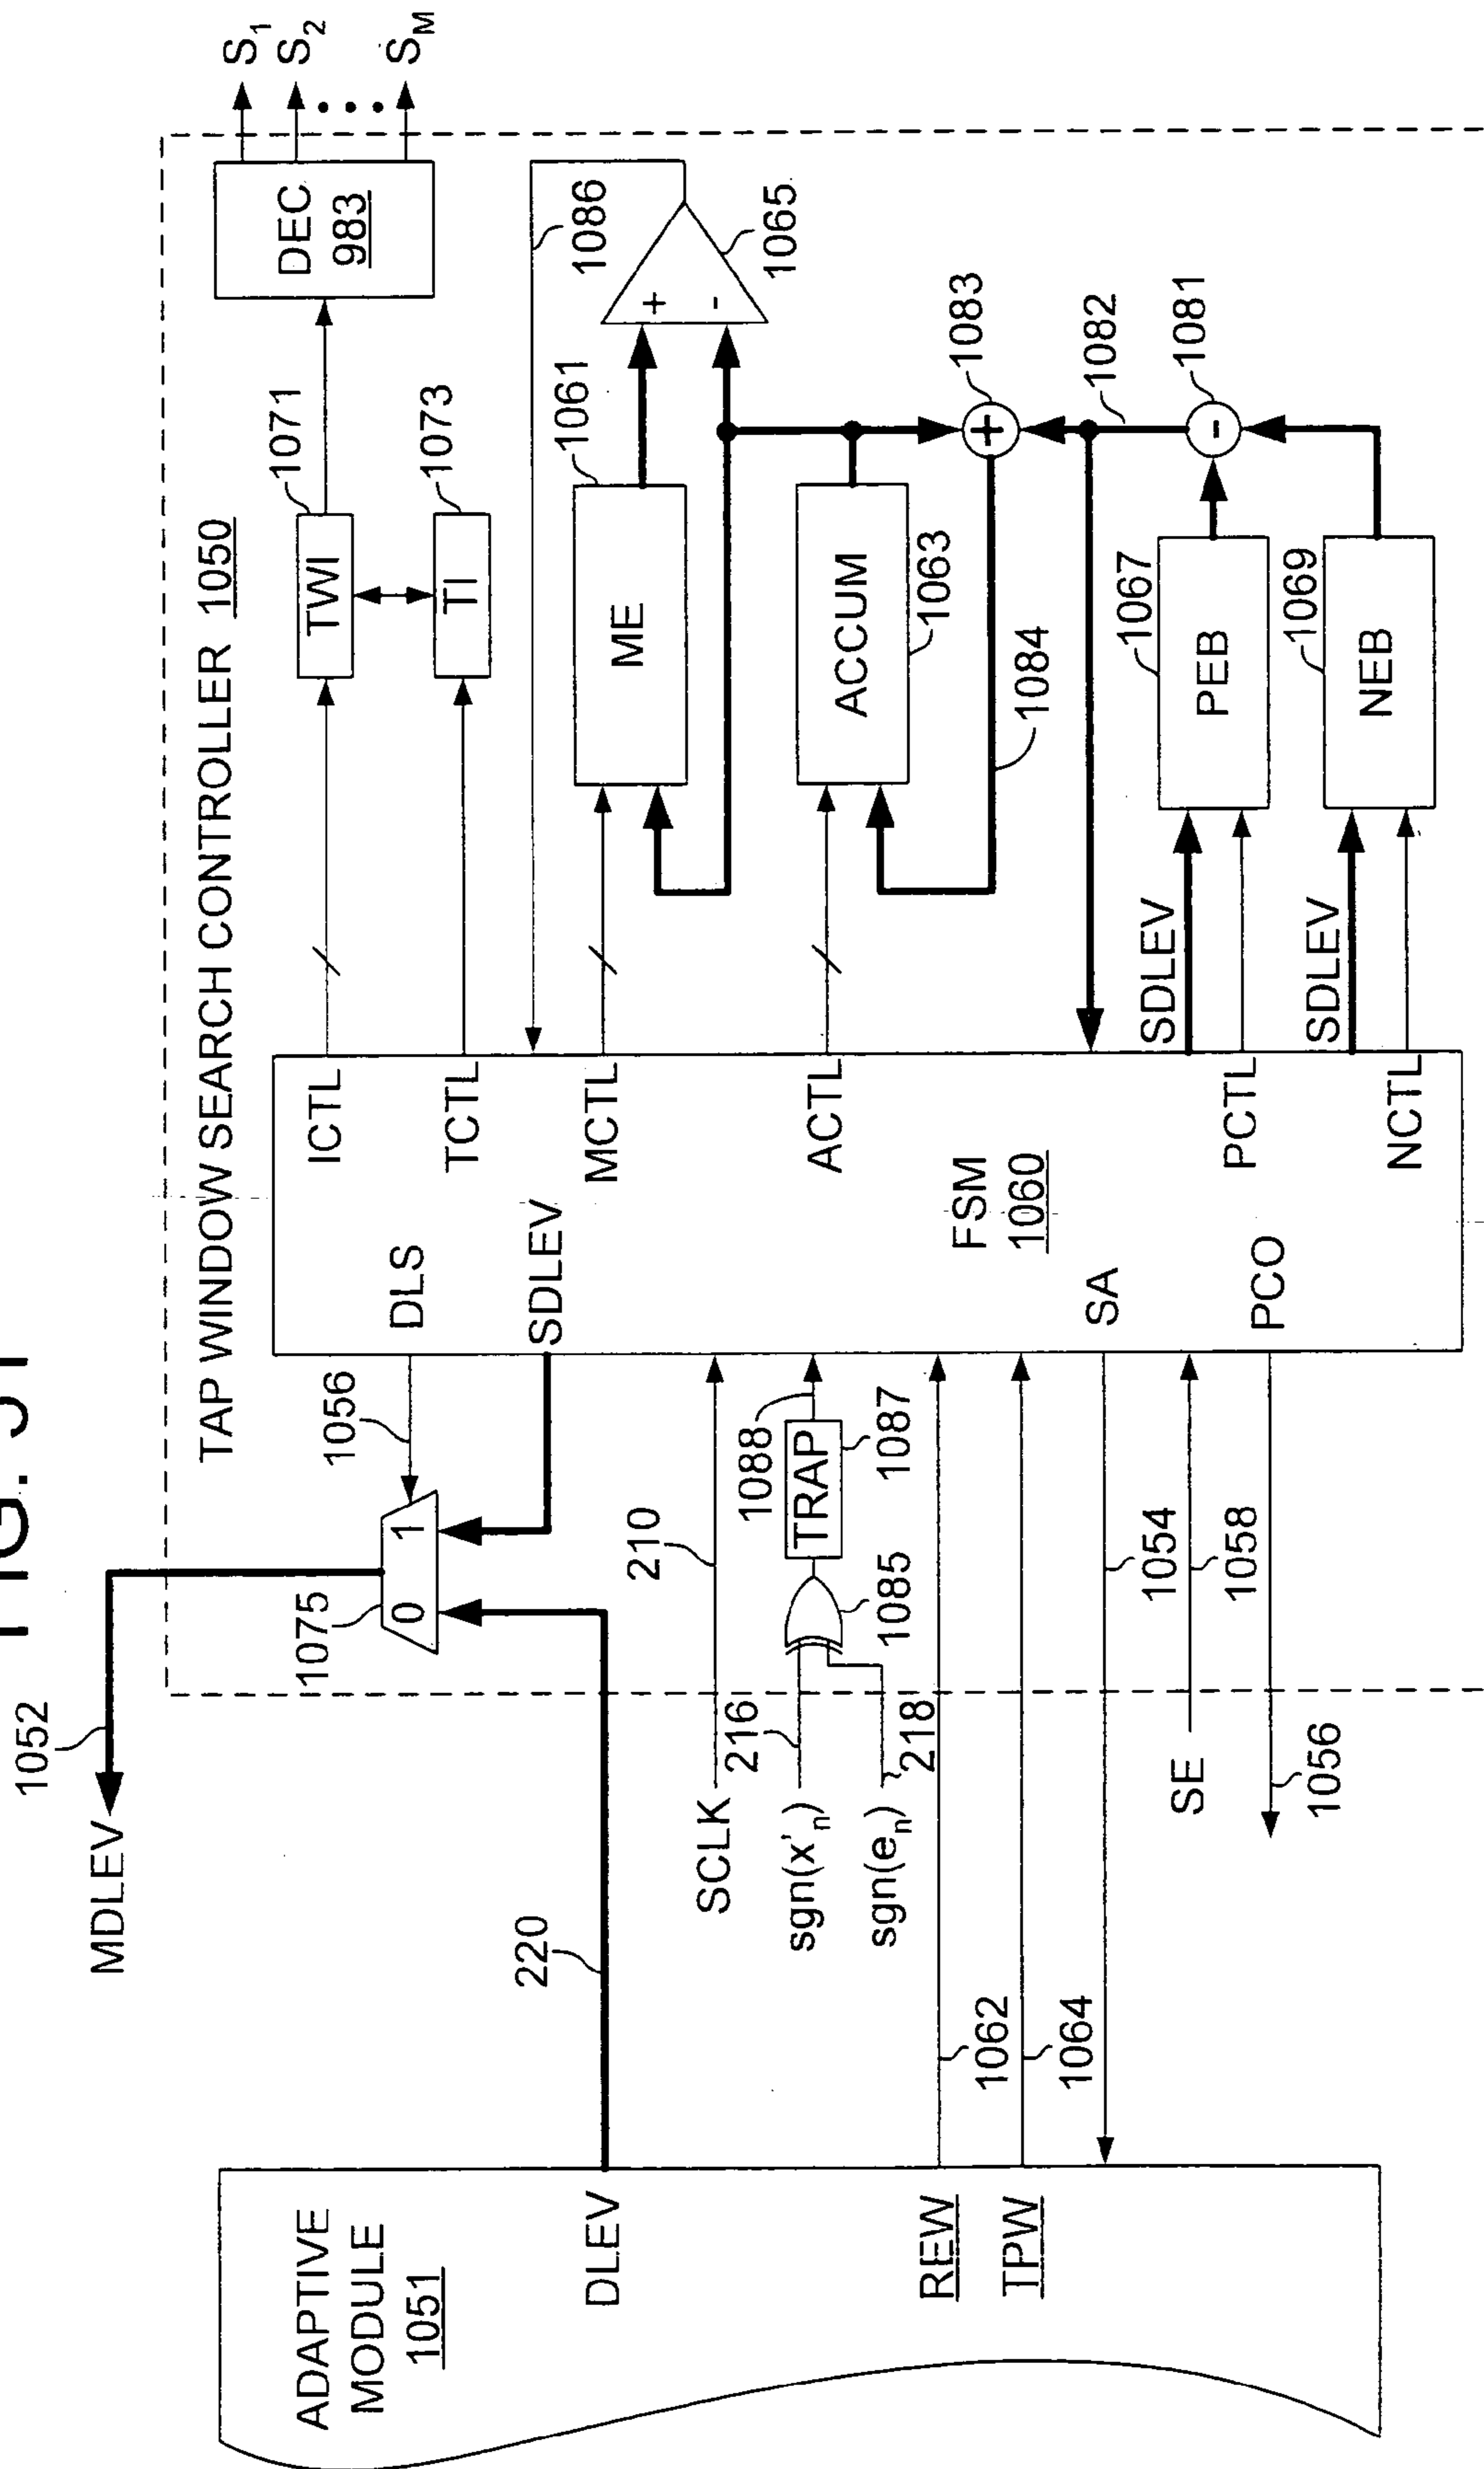 FIG. 51
TAP WINDOW SEARCH CONTROLLER 1050
MDLEV
1052
1075
0 1
1056
DLS
SDLEV
ICTL
TCTL
MCTL
ACTL
PCTL
NCTL
FSM
1060
SA
PCO
TWI
1071
TI
1073
DEC
983
S1
S2
SM
1086
ME
1061
+
-
1065
ACCUM
1063
1084
+
1083
1082
-
1081
SDLEV
PEB
1067
SDLEV
NEB
1069
ADAPTIVE
MODULE
1051
DLEV
220
REW
TPW
1062
1064
SCLK
210
sgn(x'n)
216
sgn(en)
218
1085
TRAP
1087
1088
1054
SE
1058
1056